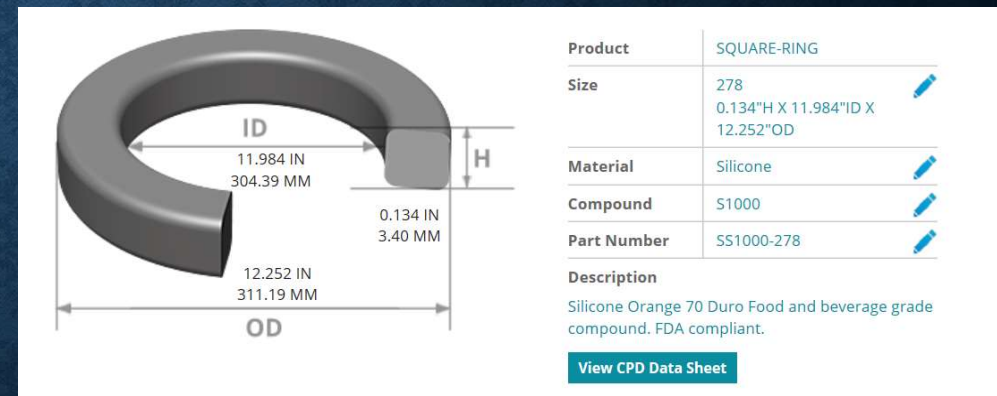 ID
11.984 IN
304.39 MM
H
0.134 IN
3.40 MM
12.252 IN
311.19 MM
OD
Product SQUARE-RING
Size 278
0.134"H X 11.984"ID X
12.252"OD
Material Silicone
Compound S1000
Part Number SS1000-278
Description
Silicone Orange 70 Duro Food and beverage grade
compound. FDA compliant.
View CPD Data Sheet